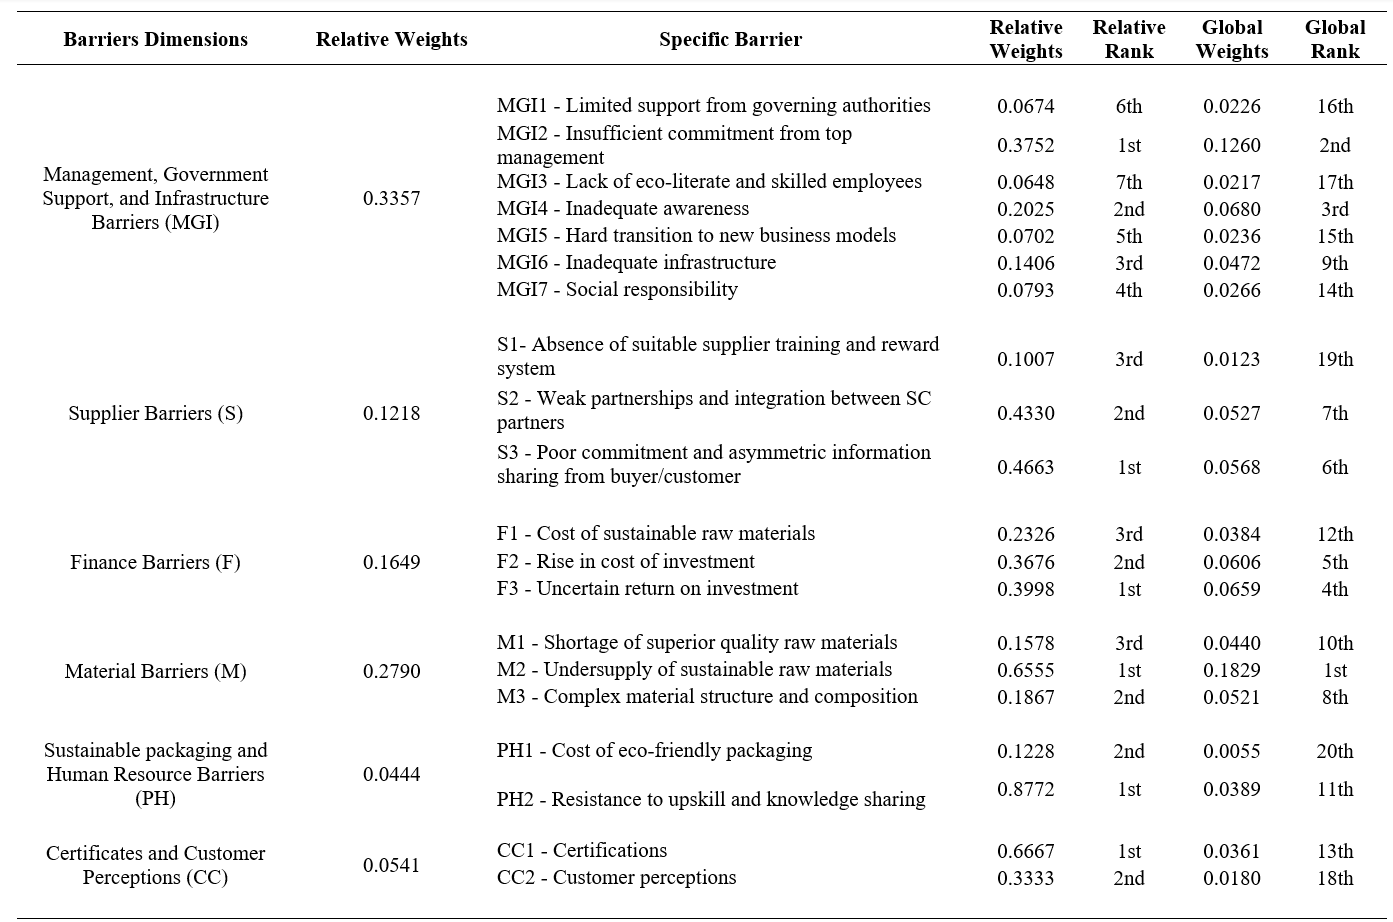 Barriers Dimensions Relative Weights Specific Barrier Relative Weights Relative Rank Global Weights Global Rank
MGI1 - Limited support from governing authorities 0.0674 6th 0.0226 16th
MGI2 - Insufficient commitment from top
management 0.3752 1st 0.1260 2nd
Management, Government
Support, and Infrastructure
Barriers (MGI) 0.3357
MGI3 - Lack of eco-literate and skilled employees 0.0648 7th 0.0217 17th
MGI4 - Inadequate awareness 0.2025 2nd 0.0680 3rd
MGI5 - Hard transition to new business models 0.0702 5th 0.0236 15th
MGI6 - Inadequate infrastructure 0.1406 3rd 0.0472 9th
MGI7 - Social responsibility 0.0793 4th 0.0266 14th
S1- Absence of suitable supplier training and reward
system 0.1007 3rd 0.0123 19th
Supplier Barriers (S) 0.1218
S2 - Weak partnerships and integration between SC
partners 0.4330 2nd 0.0527 7th
S3 - Poor commitment and asymmetric information
sharing from buyer/customer 0.4663 1st 0.0568 6th
F1 - Cost of sustainable raw materials 0.2326 3rd 0.0384 12th
Finance Barriers (F) 0.1649 F2 - Rise in cost of investment 0.3676 2nd 0.0606 5th
F3 - Uncertain return on investment 0.3998 1st 0.0659 4th
M1 - Shortage of superior quality raw materials 0.1578 3rd 0.0440 10th
Material Barriers (M) 0.2790 M2 - Undersupply of sustainable raw materials 0.6555 1st 0.1829 1st
M3 - Complex material structure and composition 0.1867 2nd 0.0521 8th
Sustainable packaging and
Human Resource Barriers
(PH) 0.0444
PH1 - Cost of eco-friendly packaging 0.1228 2nd 0.0055 20th
PH2 - Resistance to upskill and knowledge sharing 0.8772 1st 0.0389 11th
Certificates and Customer
Perceptions (CC) 0.0541
CC1 - Certifications 0.6667 1st 0.0361 13th
CC2 - Customer perceptions 0.3333 2nd 0.0180 18th